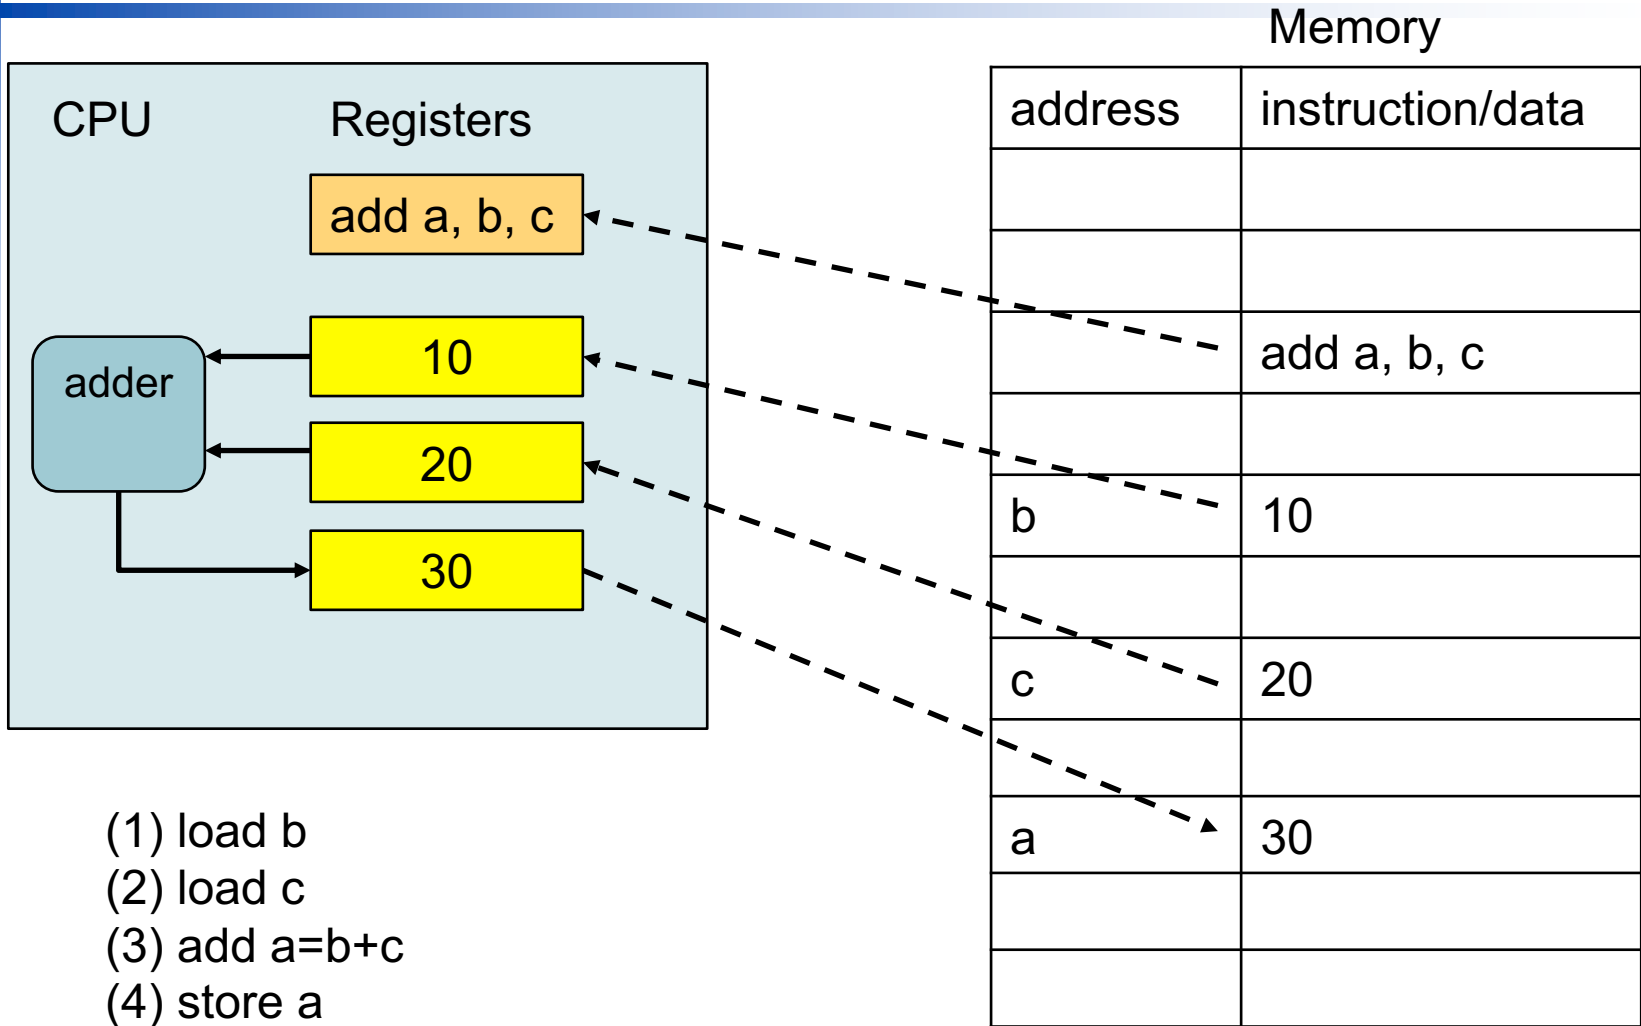 Memory
CPU Registers
add a, b, c
adder
10
20
30
address instruction/data
add a, b, c
b 10
c 20
a 30
(1) load b
(2) load c
(3) add a=b+c
(4) store a